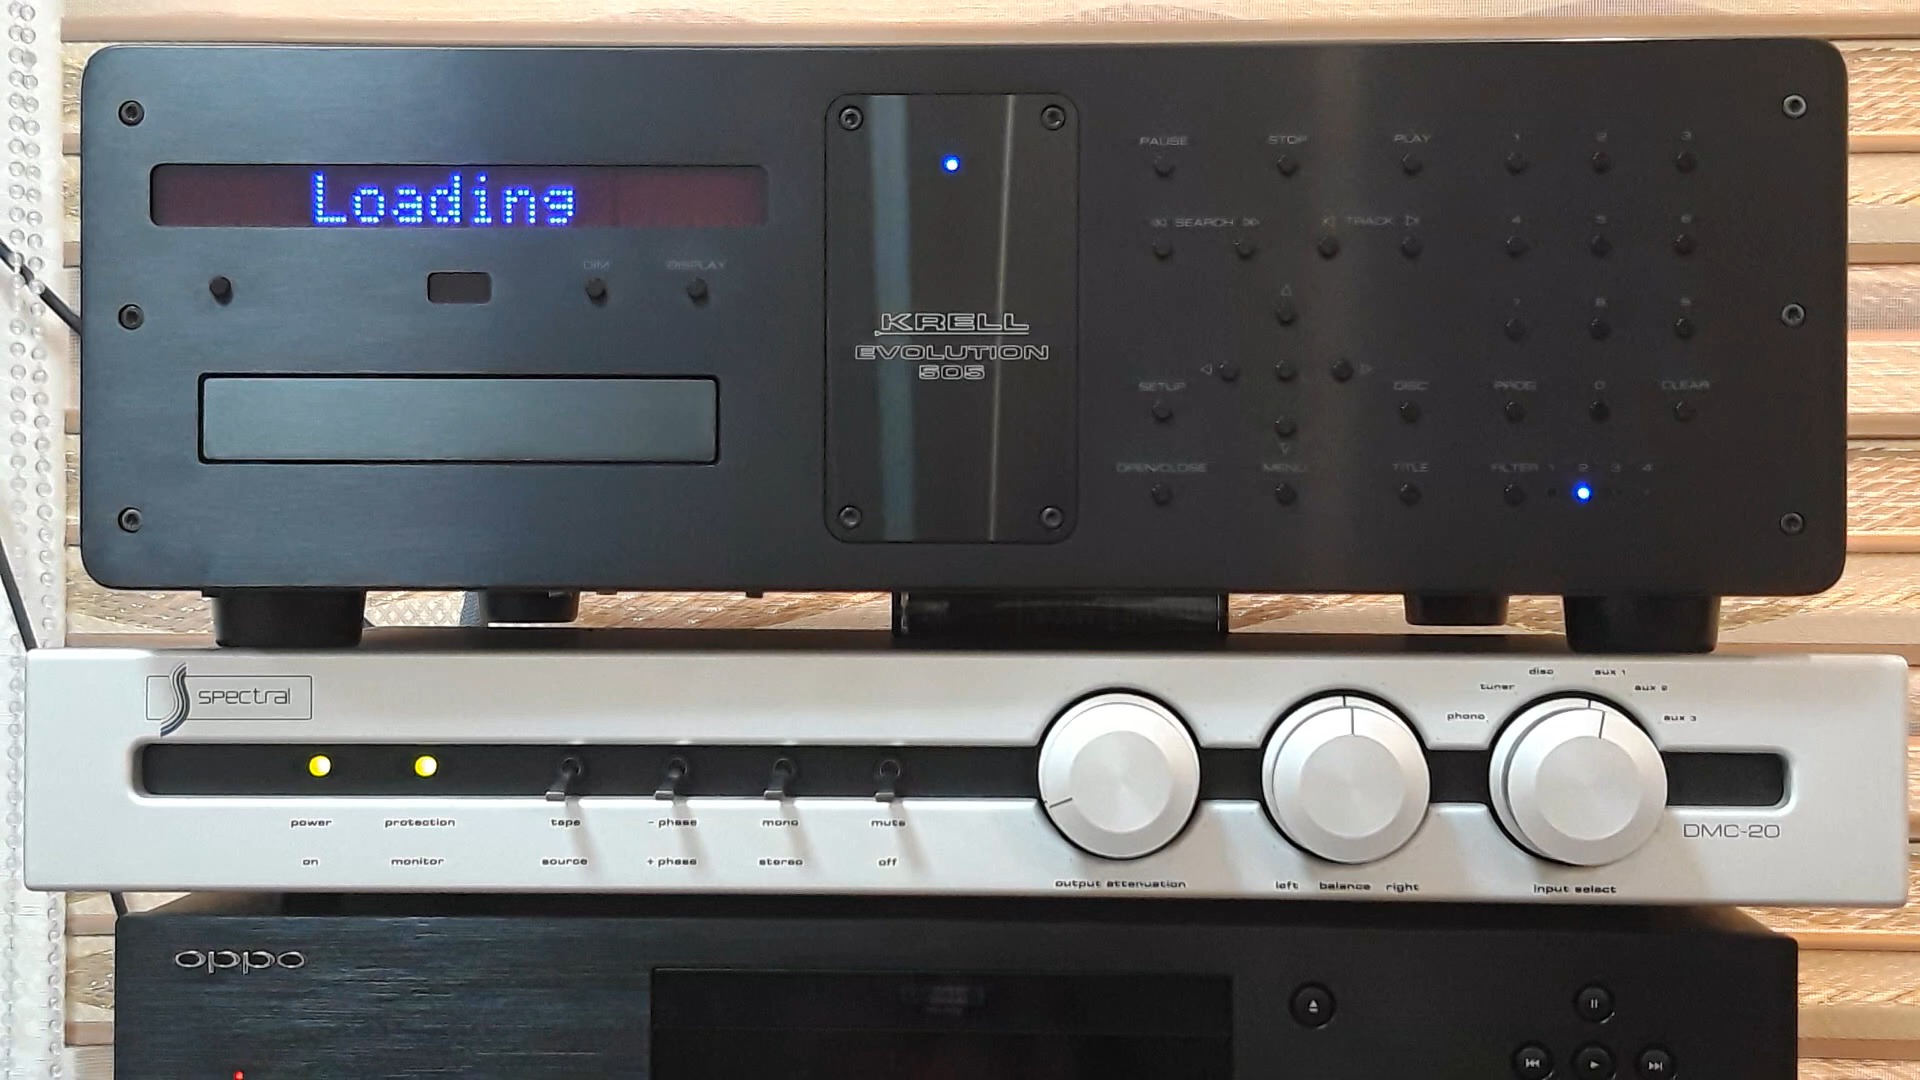 Loading
DIM DISPLAY
KRELL
EVOLUTION
505
PAUSE STOP PLAY 1 2 3
SEARCH TRACK 4 5 6
7 8 9
SETUP DISC PROG 0 CLEAR
OPEN/CLOSE MENU TITLE FILTER 1 2 3 4
spectral
power protection tape - phase mono mute
on monitor source + phase stereo off
output attenuation
left balance right
phono tuner disc aux 1 aux 2 aux 3
input select
DMC-20
oppo